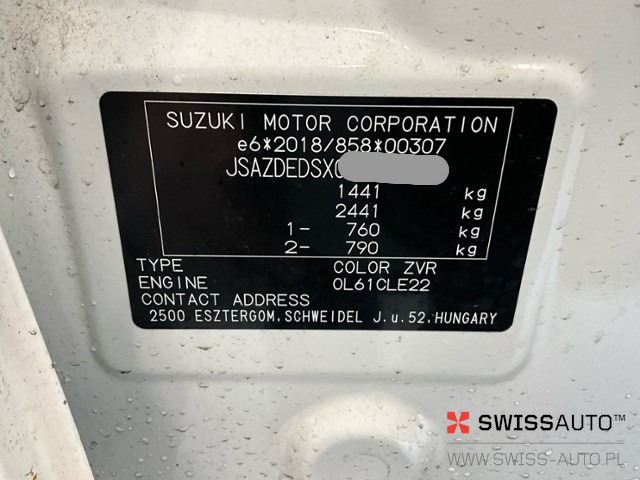 SUZUKI MOTOR CORPORATION
e6*2018/858*00307
JSAZDEDSX
1441 kg
2441 kg
1- 760 kg
2- 790 kg
TYPE COLOR ZVR
ENGINE 0L61CLE22
CONTACT ADDRESS
2500 ESZTERGOM.SCHWEIDEL J.u.52.HUNGARY
SWISSAUTO™
WWW.SWISS-AUTO.PL